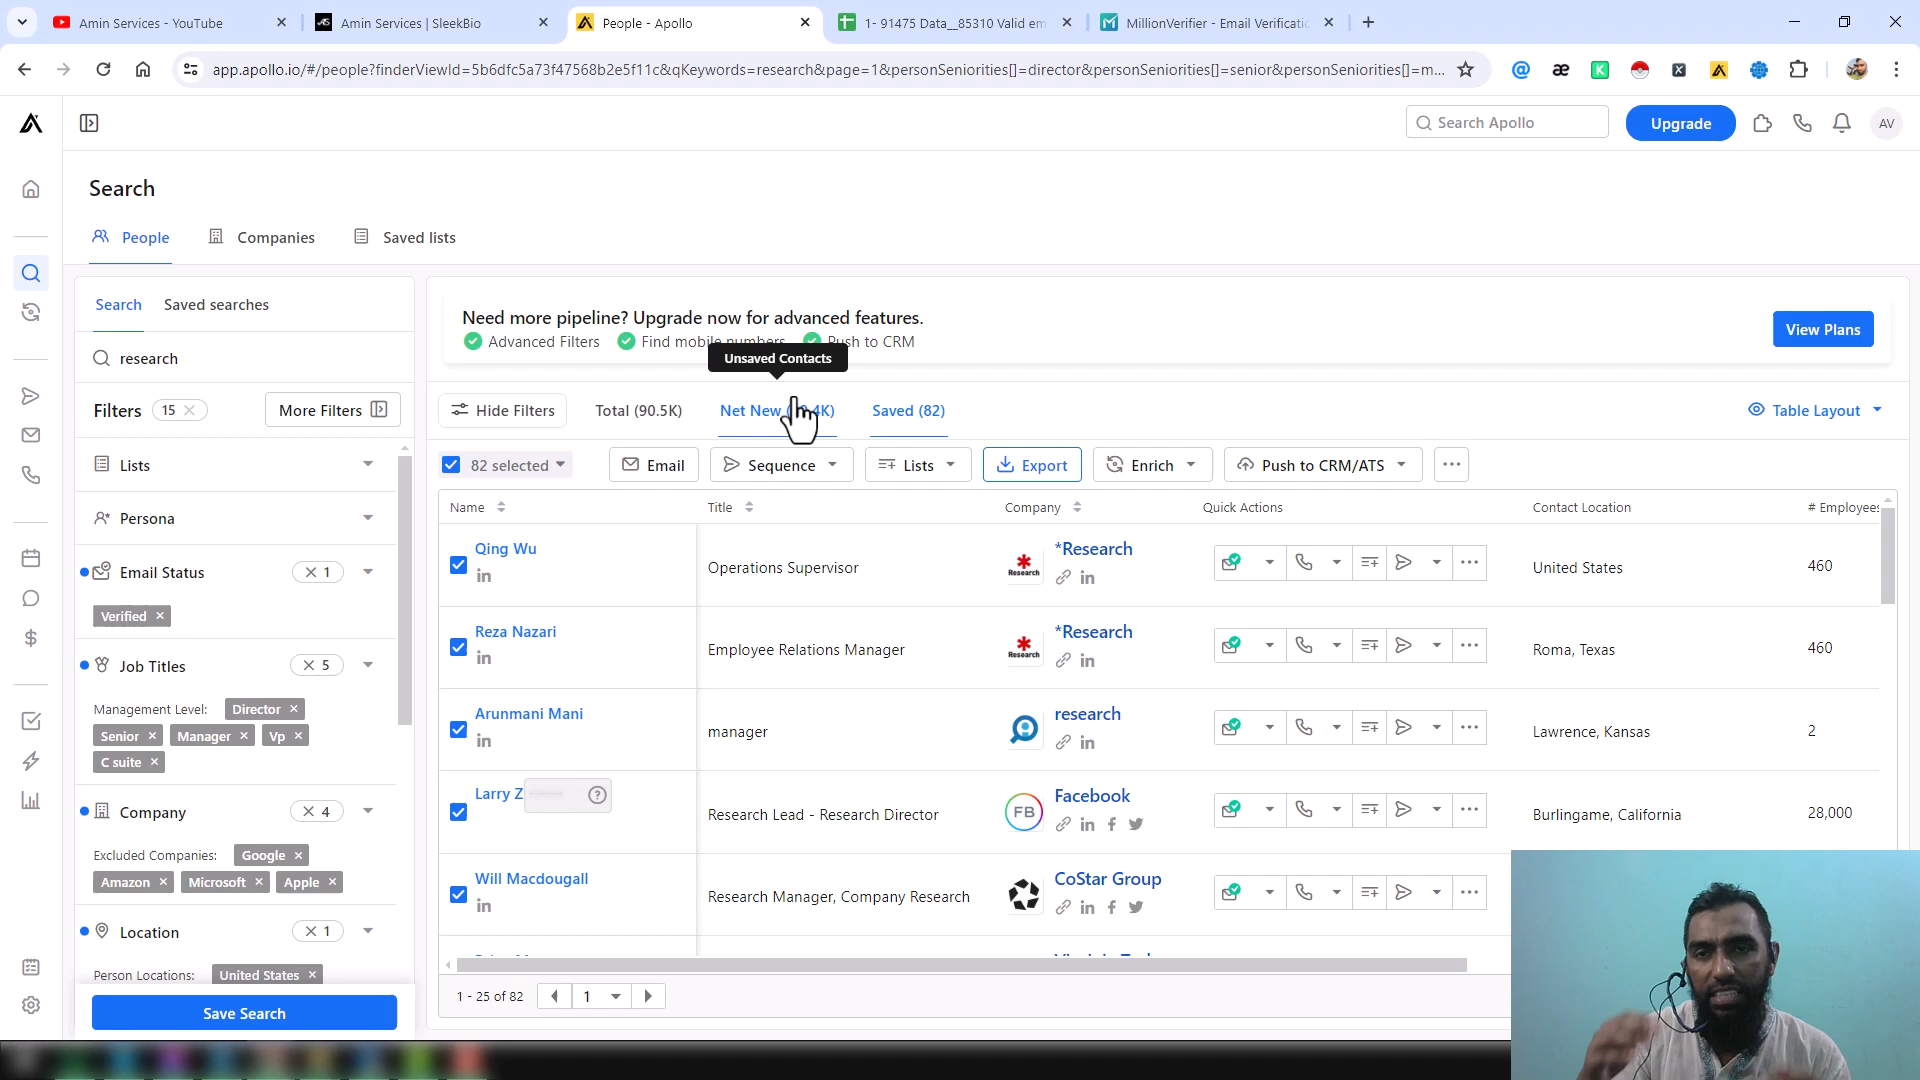 Amin Services - YouTube
Amin Services | SleekBio
People - Apollo
1- 91475 Data__85310 Valid em
MillionVerifier - Email Verificatio
app.apollo.io/#/people?finderViewId=5b6dfc5a73f47568b2e5f11c&qKeywords=research&page=1&personSeniorities[]=director&personSeniorities[]=senior&personSeniorities[]=m...
Search Apollo
Upgrade
AV
Search
People
Companies
Saved lists
Search
Saved searches
research
Filters 15
More Filters
Lists
Persona
Email Status
1
Verified
Job Titles
5
Management Level:
Director
Senior
Manager
Vp
C suite
Company
4
Excluded Companies:
Google
Amazon
Microsoft
Apple
Location
1
Person Locations:
United States
Save Search
Need more pipeline? Upgrade now for advanced features.
Advanced Filters
Find mobile numbers
Push to CRM
View Plans
Unsaved Contacts
Hide Filters
Total (90.5K)
Net New
4K)
Saved (82)
Table Layout
82 selected
Email
Sequence
Lists
Export
Enrich
Push to CRM/ATS
Name
Title
Company
Quick Actions
Contact Location
# Employees
Qing Wu
Operations Supervisor
*Research
Research
United States
460
Reza Nazari
Employee Relations Manager
*Research
Research
Roma, Texas
460
Arunmani Mani
manager
research
Lawrence, Kansas
2
Larry Z
Research Lead - Research Director
FB
Facebook
Burlingame, California
28,000
Will Macdougall
Research Manager, Company Research
CoStar Group
1 - 25 of 82
1